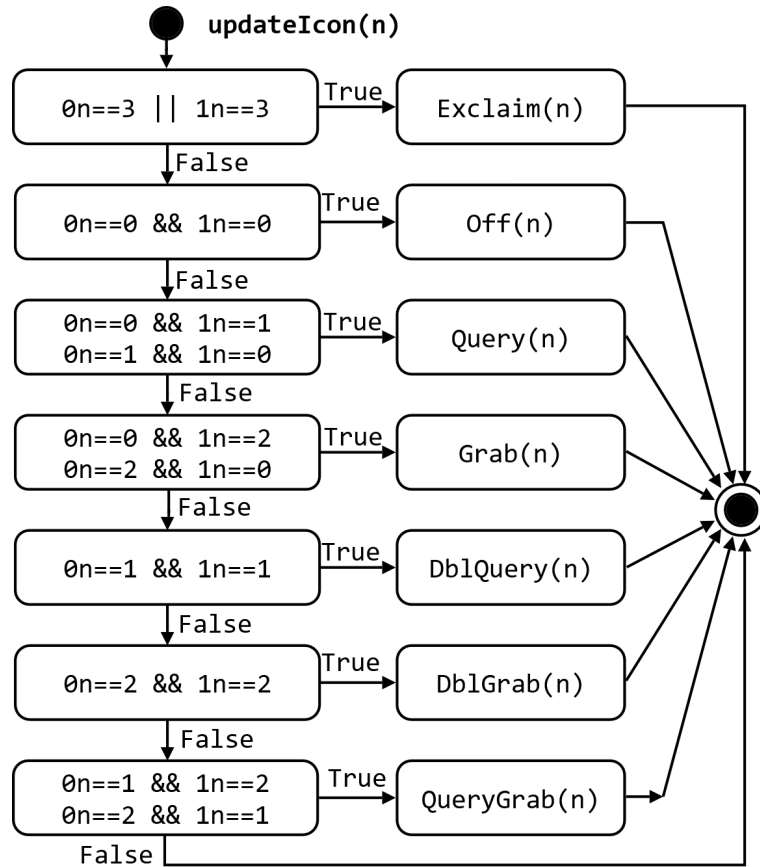 updateIcon(n)
0n==3 || 1n==3
True
Exclaim(n)
False
0n==0 && 1n==0
True
Off(n)
False
0n==0 && 1n==1
0n==1 && 1n==0
True
Query(n)
False
0n==0 && 1n==2
0n==2 && 1n==0
True
Grab(n)
False
0n==1 && 1n==1
True
DblQuery(n)
False
0n==2 && 1n==2
True
DblGrab(n)
False
0n==1 && 1n==2
0n==2 && 1n==1
True
QueryGrab(n)
False